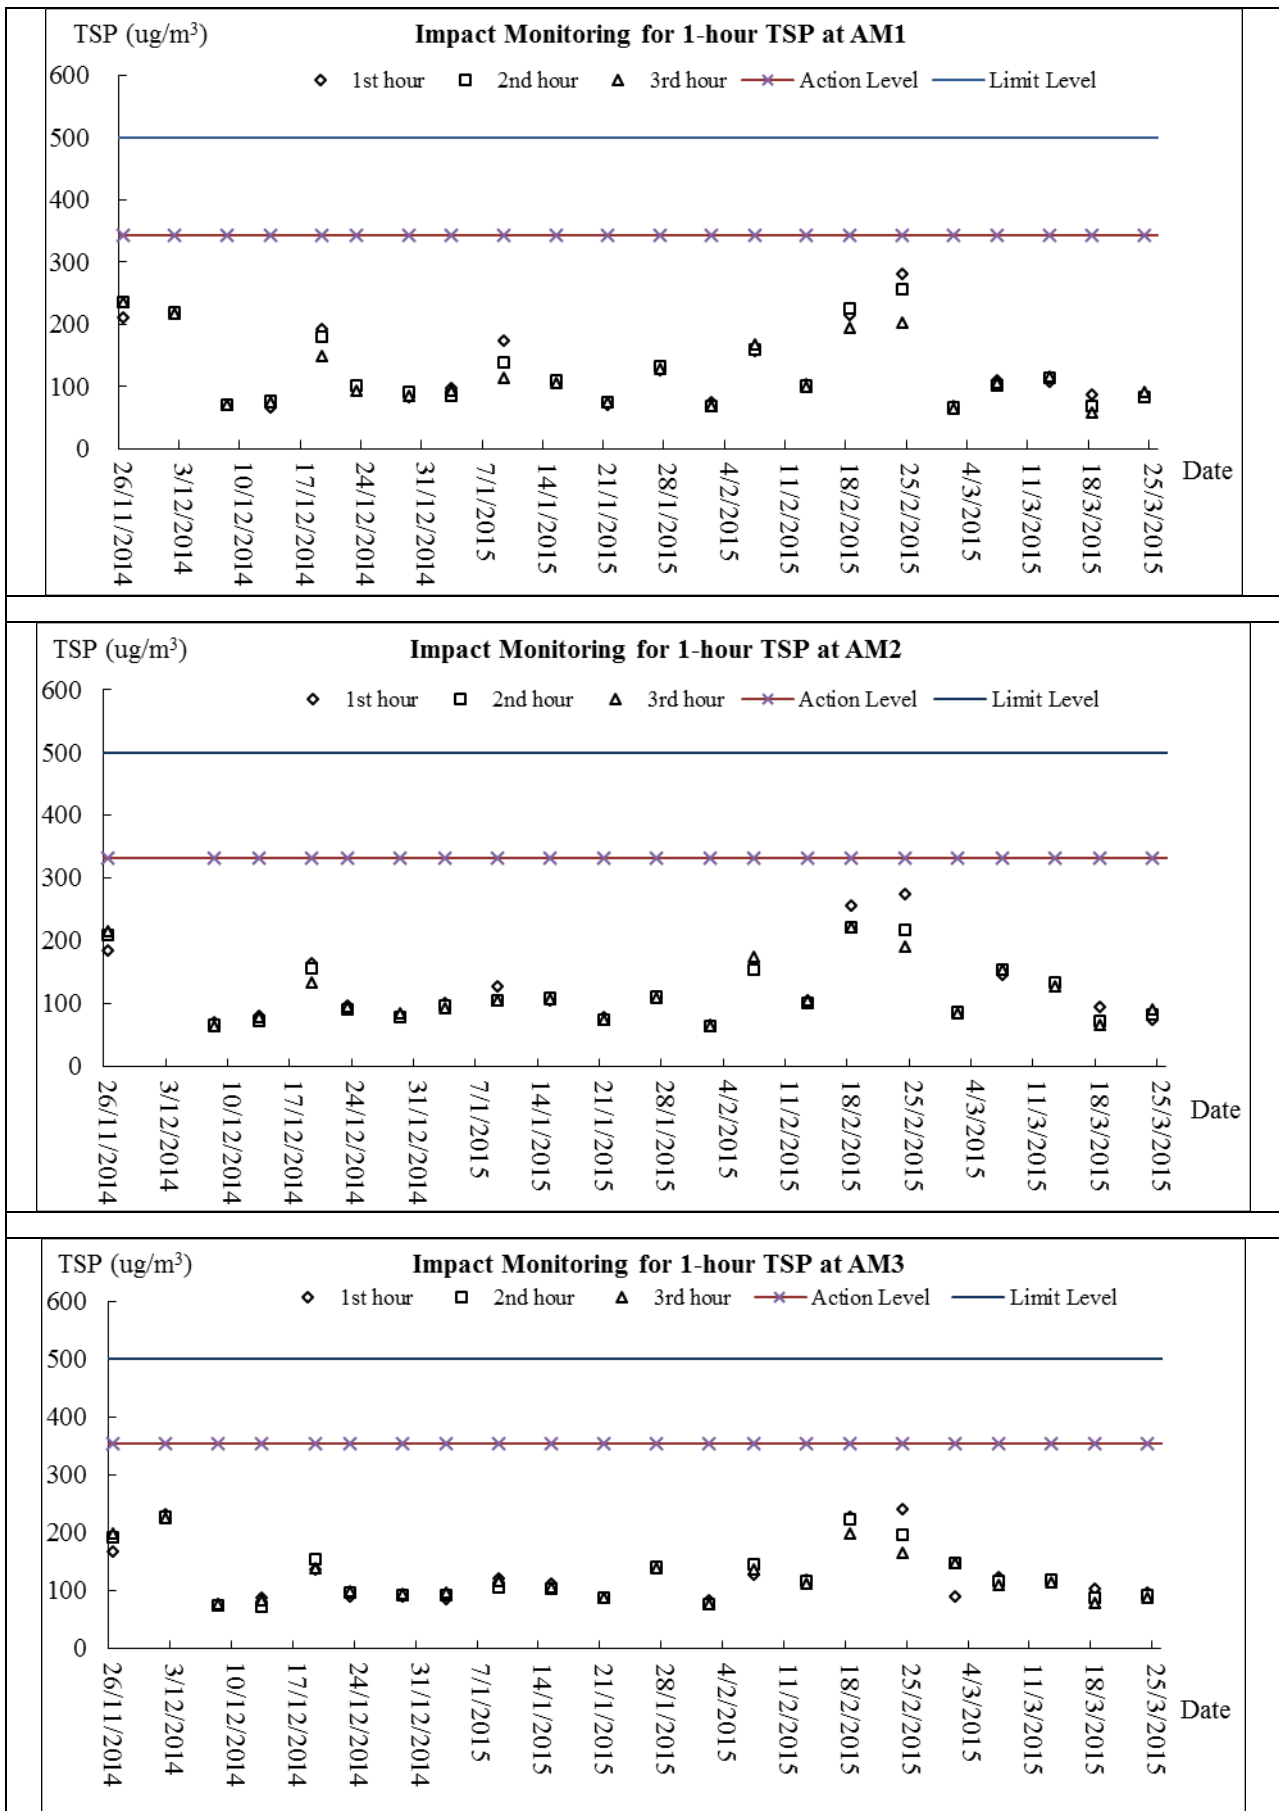 TSP (ug/m³) Impact Monitoring for 1-hour TSP at AM1
600 1st hour 2nd hour 3rd hour Action Level Limit Level
500
400
300
200
100
0
26/11/2014 3/12/2014 10/12/2014 17/12/2014 24/12/2014 31/12/2014 7/1/2015 14/1/2015 21/1/2015 28/1/2015 4/2/2015 11/2/2015 18/2/2015 25/2/2015 4/3/2015 11/3/2015 18/3/2015 25/3/2015 Date
TSP (ug/m³) Impact Monitoring for 1-hour TSP at AM2
600 1st hour 2nd hour 3rd hour Action Level Limit Level
500
400
300
200
100
0
26/11/2014 3/12/2014 10/12/2014 17/12/2014 24/12/2014 31/12/2014 7/1/2015 14/1/2015 21/1/2015 28/1/2015 4/2/2015 11/2/2015 18/2/2015 25/2/2015 4/3/2015 11/3/2015 18/3/2015 25/3/2015 Date
TSP (ug/m³) Impact Monitoring for 1-hour TSP at AM3
600 1st hour 2nd hour 3rd hour Action Level Limit Level
500
400
300
200
100
0
26/11/2014 3/12/2014 10/12/2014 17/12/2014 24/12/2014 31/12/2014 7/1/2015 14/1/2015 21/1/2015 28/1/2015 4/2/2015 11/2/2015 18/2/2015 25/2/2015 4/3/2015 11/3/2015 18/3/2015 25/3/2015 Date